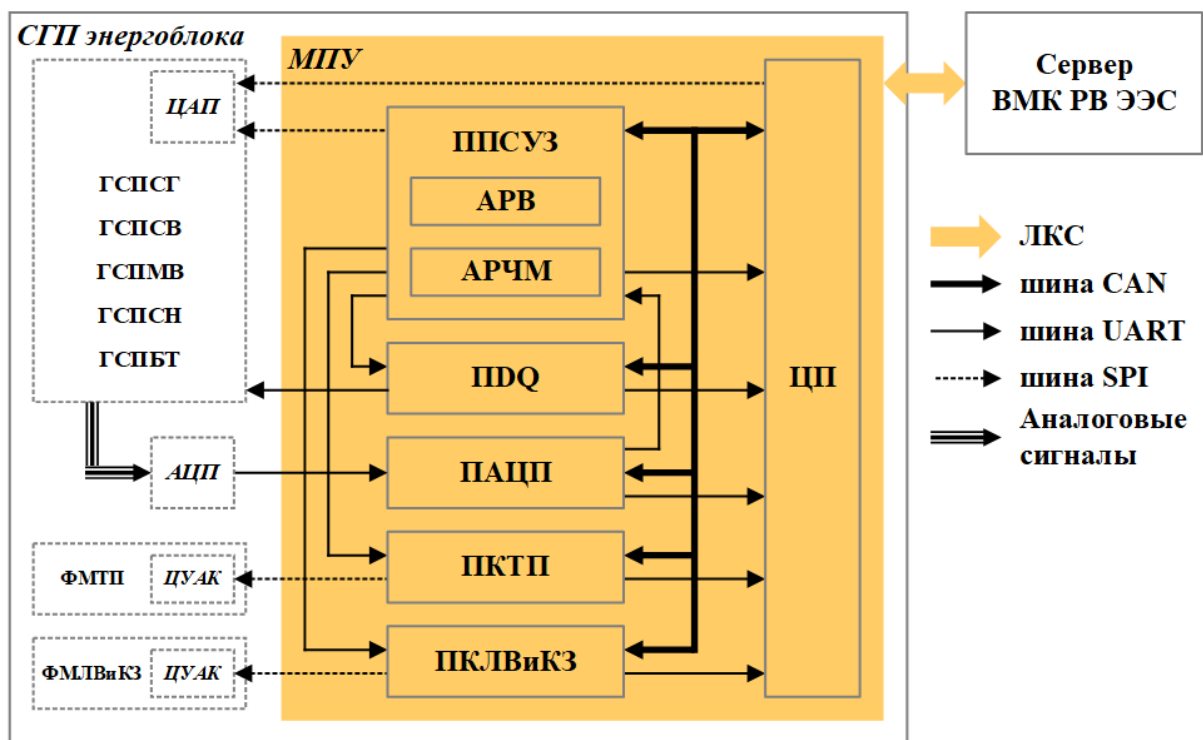 СГП энергоблока
МПУ
ЦАП
ГСПСГ
ГСПСВ
ГСПМВ
ГСПСН
ГСПБТ
АЦП
ФМТП
ЦУАК
ФМЛВиКЗ
ЦУАК
ППСУЗ
АРВ
АРЧМ
ПDQ
ПАЦП
ПКТП
ПКЛВиКЗ
ЦП
Сервер
ВМК РВ ЭЭС
ЛКС
шина CAN
шина UART
шина SPI
Аналоговые
сигналы